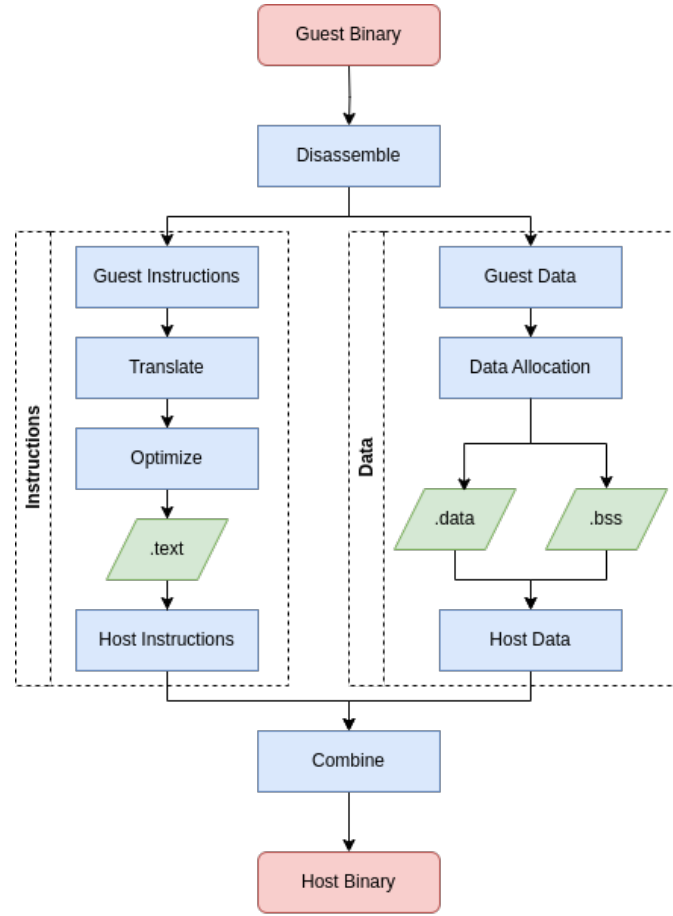 Guest Binary
Disassemble
Instructions
Guest Instructions
Translate
Optimize
.text
Host Instructions
Data
Guest Data
Data Allocation
.data
.bss
Host Data
Combine
Host Binary